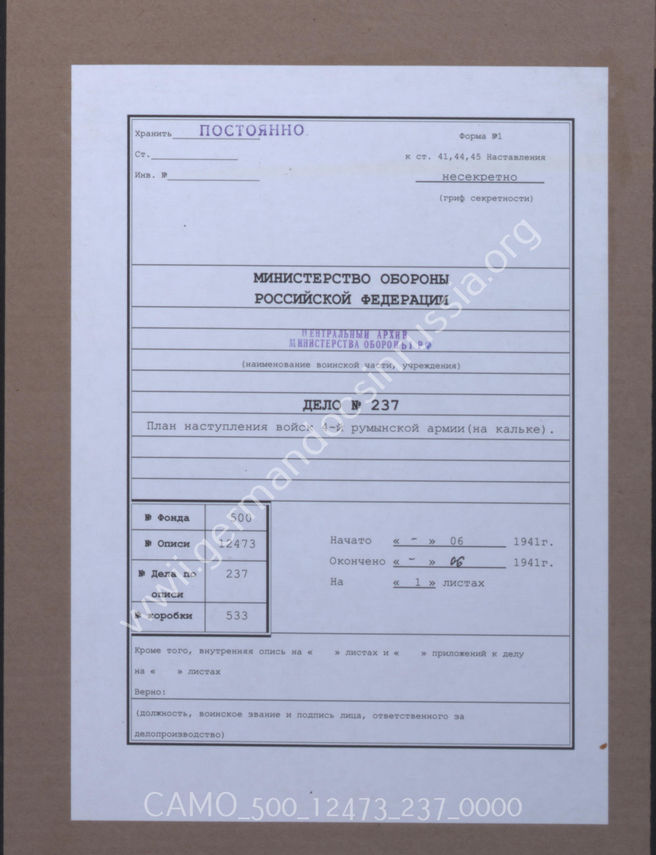 Хранить ПОСТОЯННО
Форма №1
Ст.
к ст. 41,44,45 Наставления
Инв. №
несекретно
(гриф секретности)
МИНИСТЕРСТВО ОБОРОНЫ
РОССИЙСКОЙ ФЕДЕРАЦИИ
ЦЕНТРАЛЬНЫЙ АРХИВ
МИНИСТЕРСТВА ОБОРОНЫ РФ
(наименование воинской части, учреждения)
ДЕЛО № 237
План наступления войск 4-й румынской армии(на кальке).
№ Фонда 500
№ Описи 12473
№ Дела по описи 237
№ коробки 533
Начато « - » 06 1941г.
Окончено « - » 06 1941г.
На « 1 » листах
Кроме того, внутренняя опись на « » листах и « » приложений к делу
на « » листах
Верно:
(должность, воинское звание и подпись лица, ответственного за
делопроизводство)
www.germandocsinrussia.org
CAMO_500_12473_237_0000